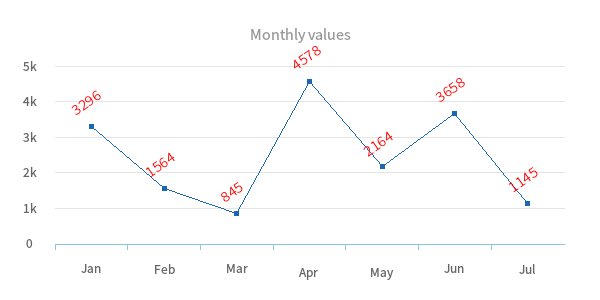 Monthly values
5k
4k
3k
2k
1k
0
3296
1564
845
4578
2164
3658
1145
Jan
Feb
Mar
Apr
May
Jun
Jul